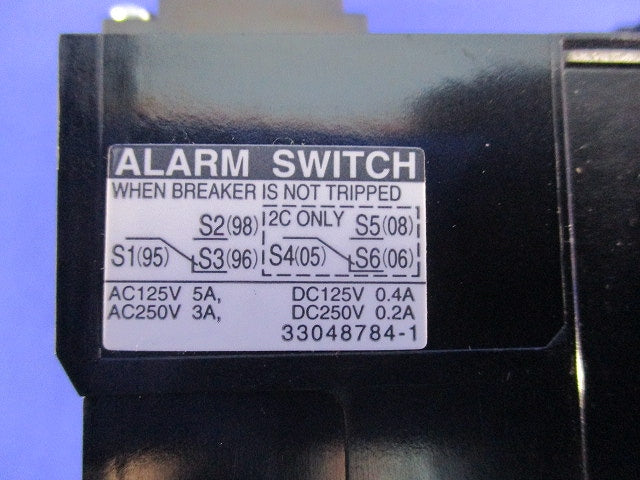 ALARM SWITCH
WHEN BREAKER IS NOT TRIPPED
S2(98) 2C ONLY S5(08)
S1(95) S3(96) S4(05) S6(06)
AC125V 5A, DC125V 0.4A
AC250V 3A, DC250V 0.2A
33048784-1